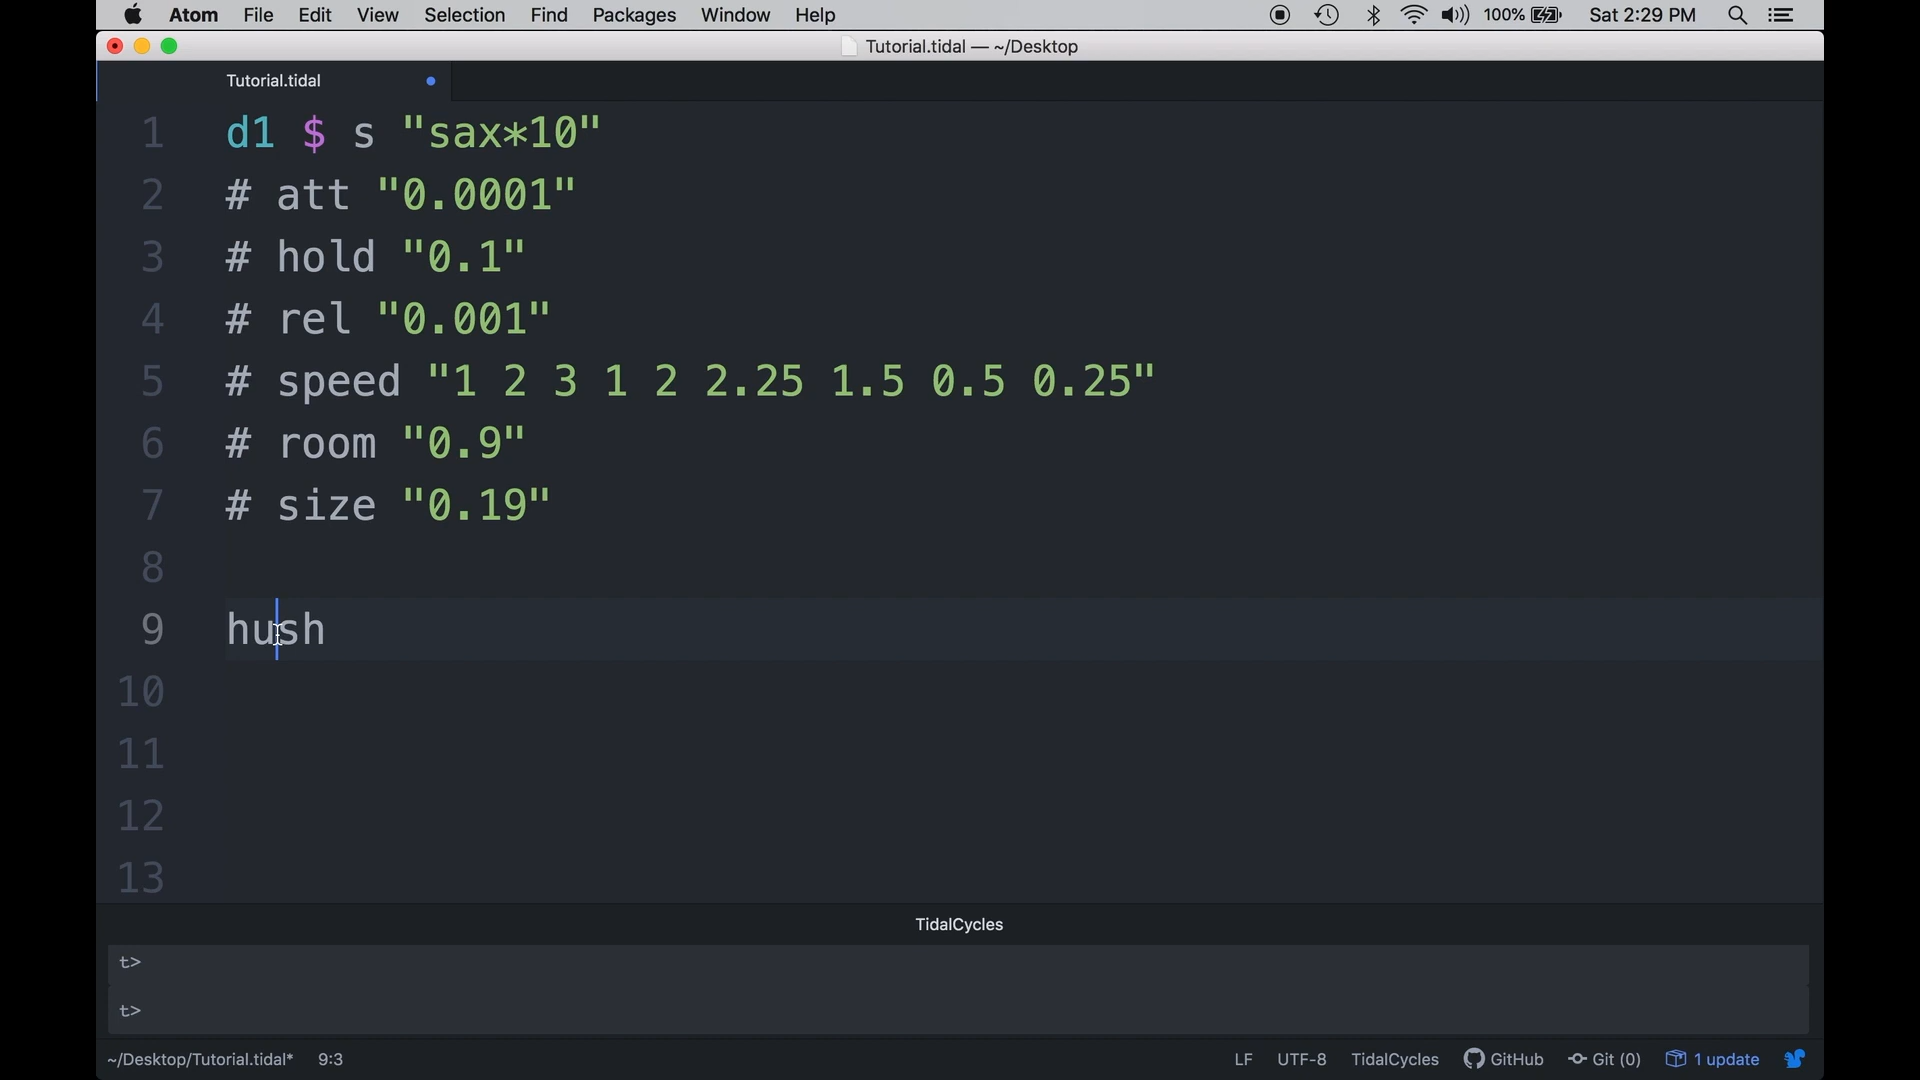 Atom File Edit View Selection Find Packages Window Help 100% Sat 2:29 PM
Tutorial.tidal — ~/Desktop
Tutorial.tidal
1 d1 $ s "sax*10"
2 # att "0.0001"
3 # hold "0.1"
4 # rel "0.001"
5 # speed "1 2 3 1 2 2.25 1.5 0.5 0.25"
6 # room "0.9"
7 # size "0.19"
8
9 hush
10
11
12
13
TidalCycles
t>
t>
~/Desktop/Tutorial.tidal* 9:3 LF UTF-8 TidalCycles GitHub Git (0) 1 update